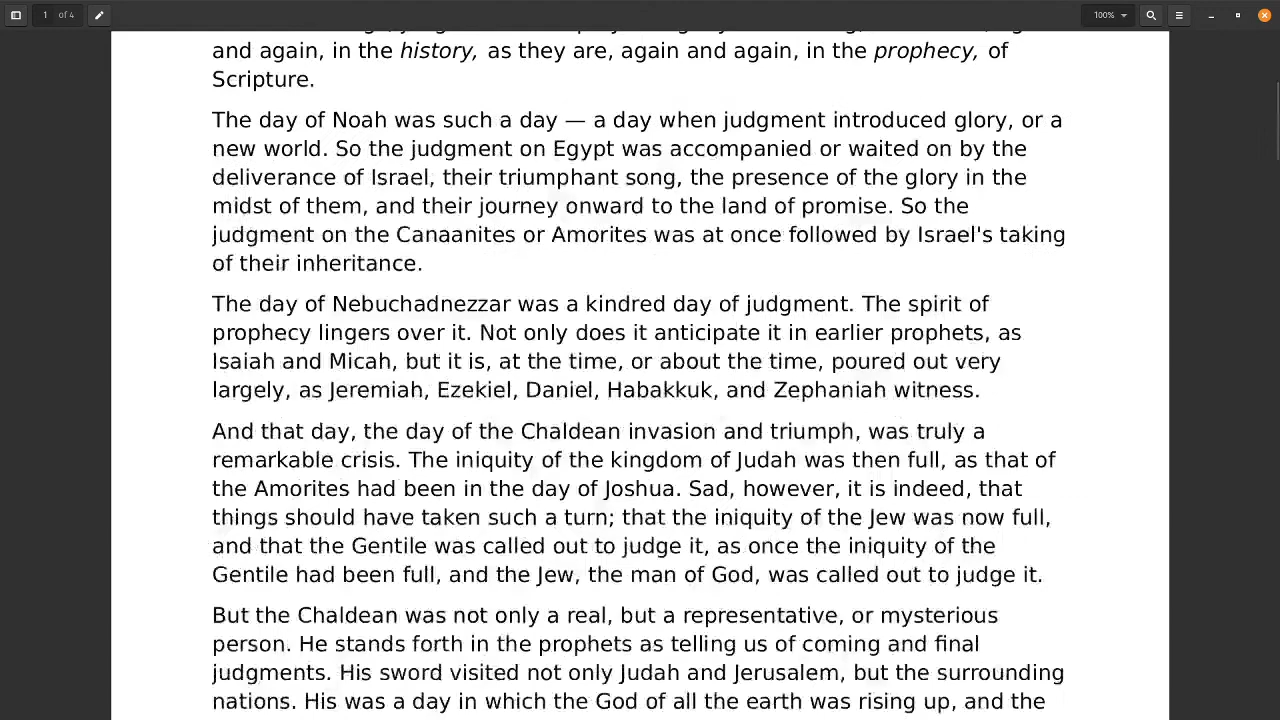 1 of 4
100%
and again, in the history, as they are, again and again, in the prophecy, of
Scripture.
The day of Noah was such a day — a day when judgment introduced glory, or a
new world. So the judgment on Egypt was accompanied or waited on by the
deliverance of Israel, their triumphant song, the presence of the glory in the
midst of them, and their journey onward to the land of promise. So the
judgment on the Canaanites or Amorites was at once followed by Israel's taking
of their inheritance.
The day of Nebuchadnezzar was a kindred day of judgment. The spirit of
prophecy lingers over it. Not only does it anticipate it in earlier prophets, as
Isaiah and Micah, but it is, at the time, or about the time, poured out very
largely, as Jeremiah, Ezekiel, Daniel, Habakkuk, and Zephaniah witness.
And that day, the day of the Chaldean invasion and triumph, was truly a
remarkable crisis. The iniquity of the kingdom of Judah was then full, as that of
the Amorites had been in the day of Joshua. Sad, however, it is indeed, that
things should have taken such a turn; that the iniquity of the Jew was now full,
and that the Gentile was called out to judge it, as once the iniquity of the
Gentile had been full, and the Jew, the man of God, was called out to judge it.
But the Chaldean was not only a real, but a representative, or mysterious
person. He stands forth in the prophets as telling us of coming and final
judgments. His sword visited not only Judah and Jerusalem, but the surrounding
nations. His was a day in which the God of all the earth was rising up, and the